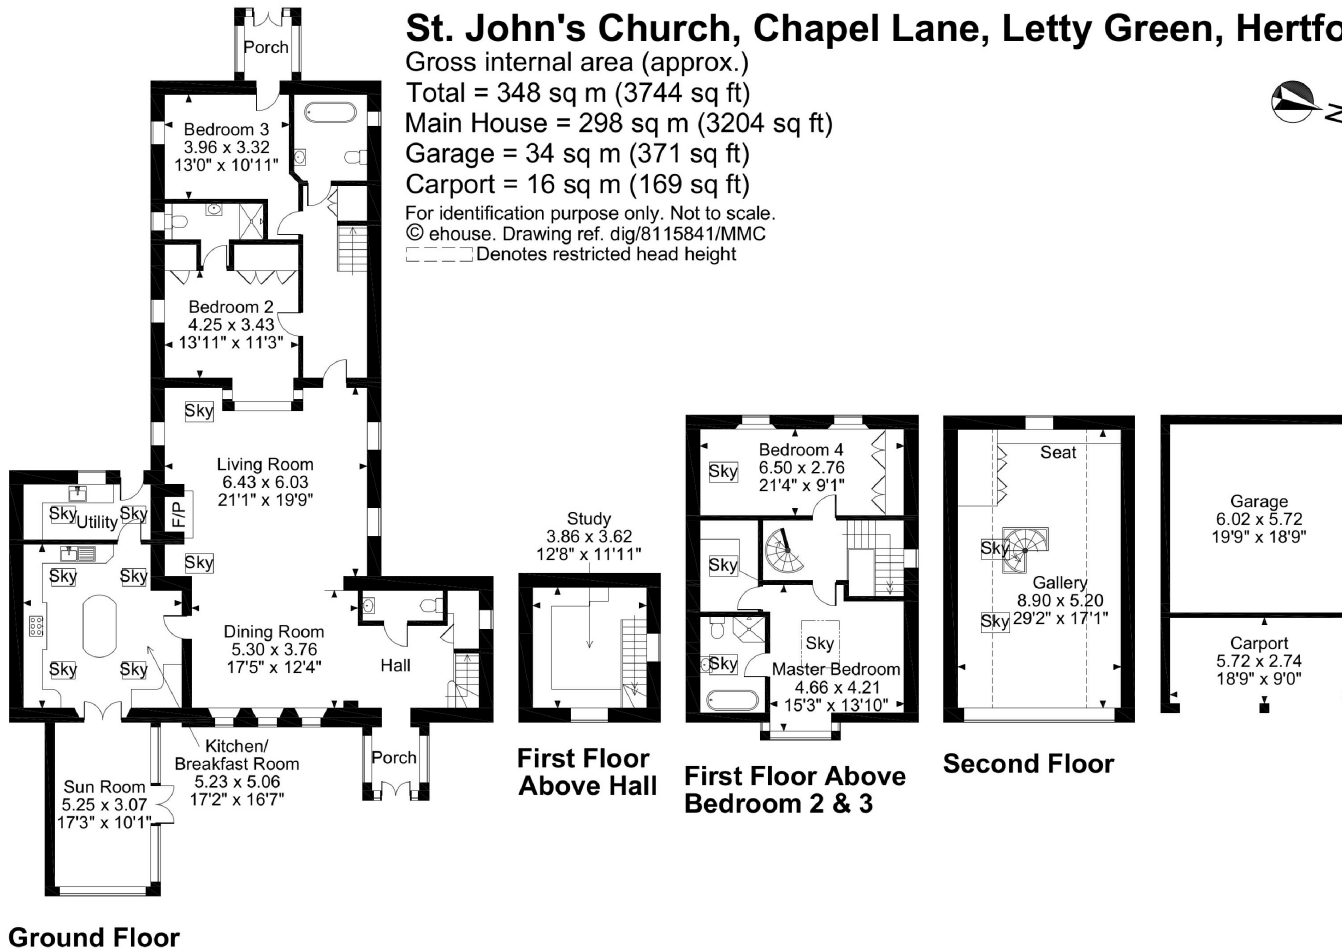 St. John's Church, Chapel Lane, Letty Green, Hertfo
Gross internal area (approx.)
Total = 348 sq m (3744 sq ft)
Main House = 298 sq m (3204 sq ft)
Garage = 34 sq m (371 sq ft)
Carport = 16 sq m (169 sq ft)
For identification purpose only. Not to scale.
© ehouse. Drawing ref. dig/8115841/MMC
Denotes restricted head height
N
Porch
Bedroom 3
3.96 x 3.32
13'0" x 10'11"
Bedroom 2
4.25 x 3.43
13'11" x 11'3"
Sky
Living Room
6.43 x 6.03
21'1" x 19'9"
F/P
Sky
Utility
Sky
Sky
Sky
Sky
Sky
Sky
Dining Room
5.30 x 3.76
17'5" x 12'4"
Hall
Porch
Kitchen/
Breakfast Room
5.23 x 5.06
17'2" x 16'7"
Sun Room
5.25 x 3.07
17'3" x 10'1"
Ground Floor
Study
3.86 x 3.62
12'8" x 11'11"
First Floor
Above Hall
Bedroom 4
6.50 x 2.76
21'4" x 9'1"
Sky
Sky
Sky
Sky
Master Bedroom
4.66 x 4.21
15'3" x 13'10"
First Floor Above
Bedroom 2 & 3
Seat
Sky
Sky
Gallery
8.90 x 5.20
29'2" x 17'1"
Second Floor
Garage
6.02 x 5.72
19'9" x 18'9"
Carport
5.72 x 2.74
18'9" x 9'0"